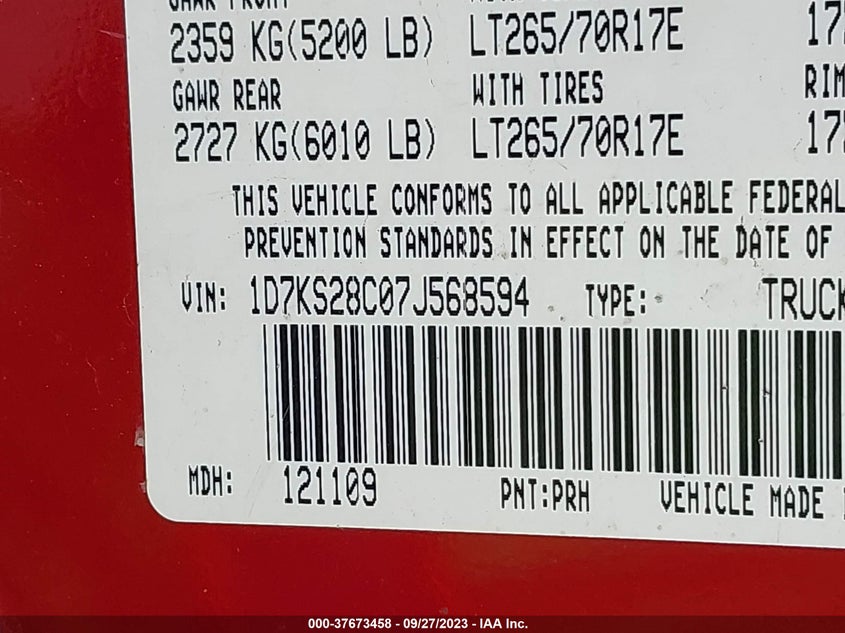 2359 KG(5200 LB) LT265/70R17E
GAWR REAR WITH TIRES RIM
2727 KG(6010 LB) LT265/70R17E
THIS VEHICLE CONFORMS TO ALL APPLICABLE FEDERAL
PREVENTION STANDARDS IN EFFECT ON THE DATE OF
VIN: 1D7KS28C07J568594 TYPE: TRUCK
MDH: 121109 PNT:PRH VEHICLE MADE
000-37673458 - 09/27/2023 - IAA Inc.